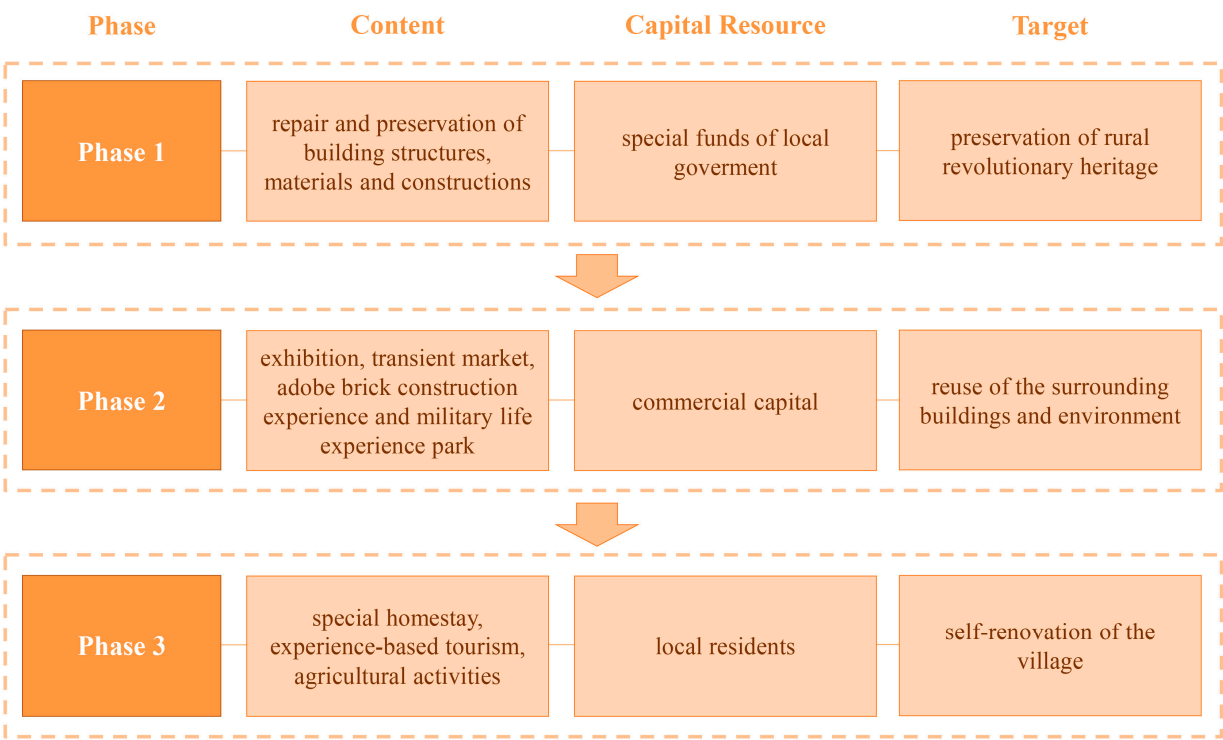 Phase
Content
Capital Resource
Target
Phase 1
repair and preservation of
building structures,
materials and constructions
special funds of local
goverment
preservation of rural
revolutionary heritage
Phase 2
exhibition, transient market,
adobe brick construction
experience and military life
experience park
commercial capital
reuse of the surrounding
buildings and environment
Phase 3
special homestay,
experience-based tourism,
agricultural activities
local residents
self-renovation of the
village